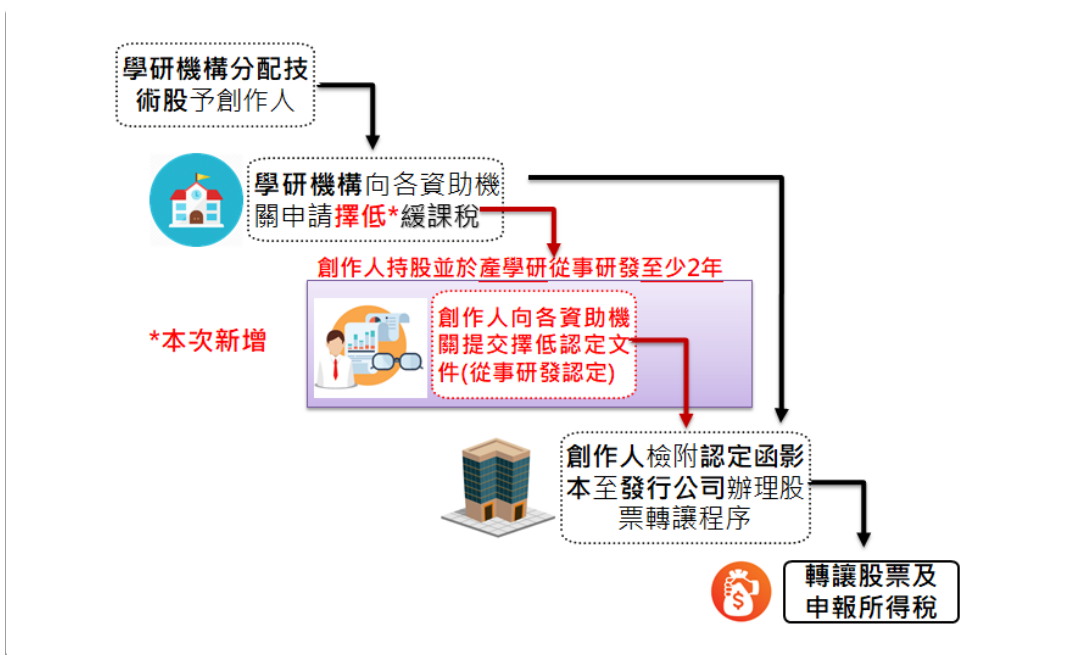 學研機構分配技
術股予創作人
學研機構向各資助機
關申請擇低*緩課稅
創作人持股並於產學研從事研發至少2年
*本次新增
創作人向各資助機
關提交擇低認定文
件(從事研發認定)
創作人檢附認定函影
本至發行公司辦理股
票轉讓程序
轉讓股票及
申報所得稅